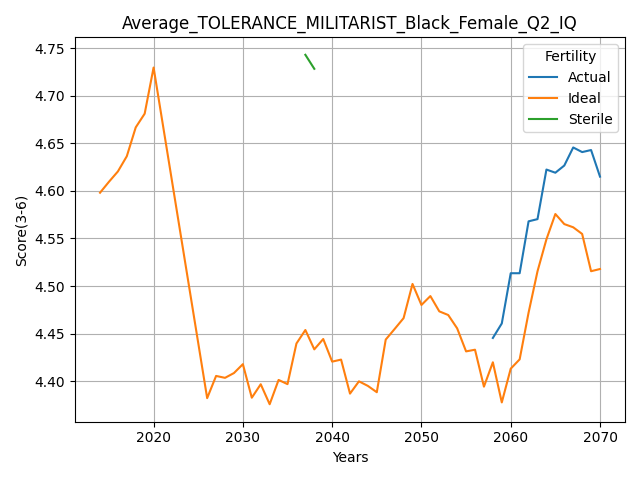 Average_TOLERANCE_MILITARIST_Black_Female_Q2_IQ
Fertility
Actual
Ideal
Sterile
Score(3-6)
4.75
4.70
4.65
4.60
4.55
4.50
4.45
4.40
2020
2030
2040
2050
2060
2070
Years